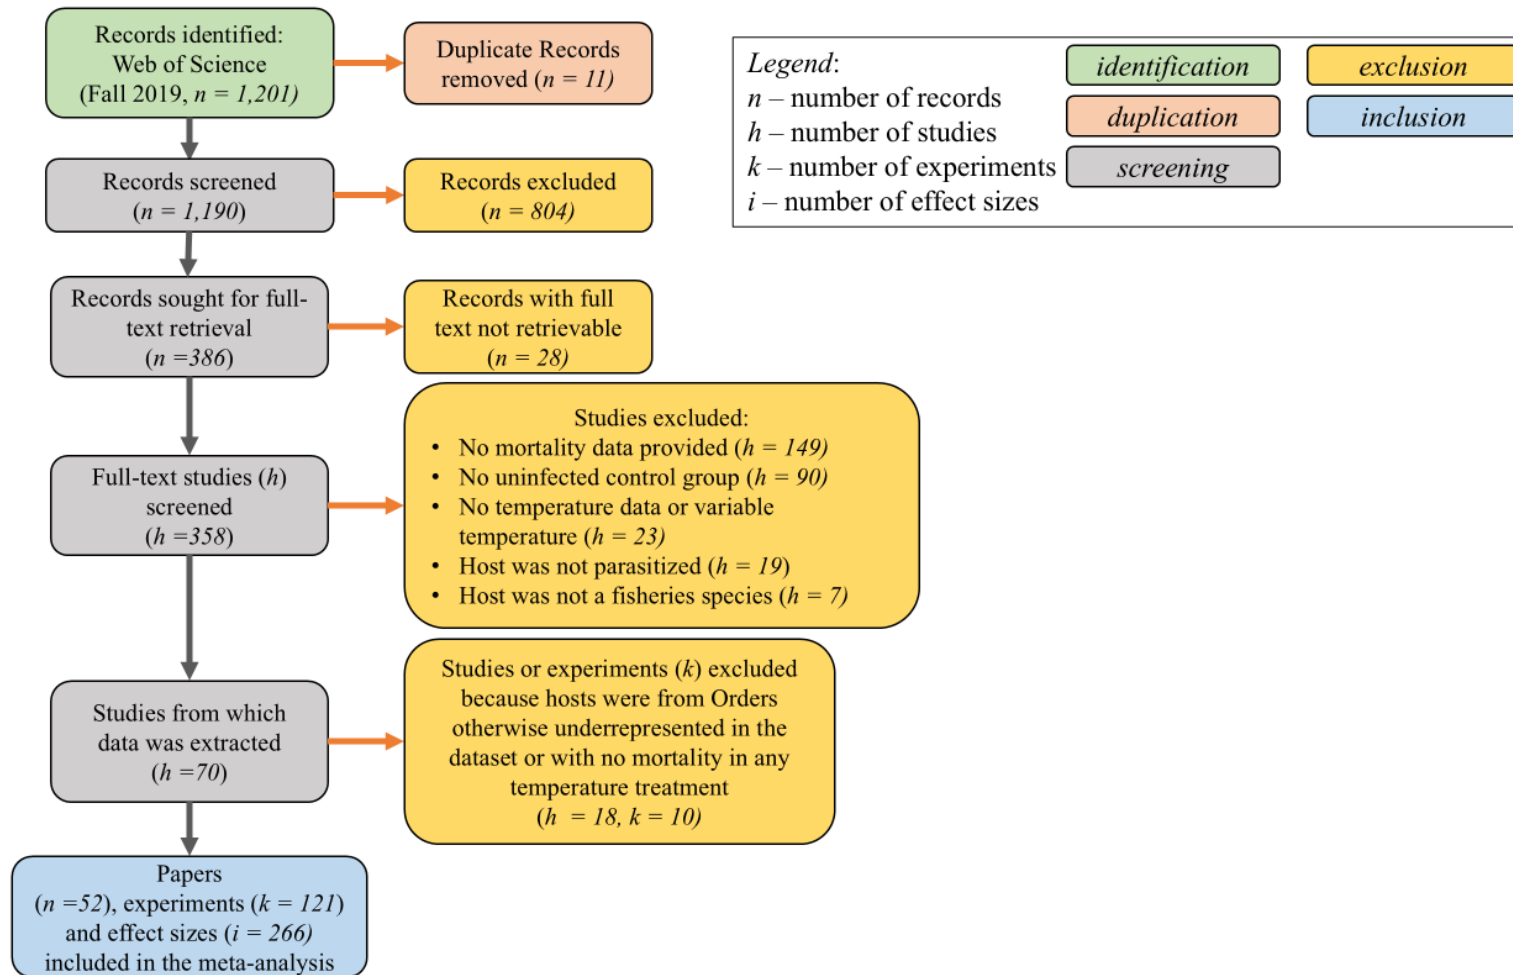 Records identified:
Web of Science
(Fall 2019, n = 1,201)
Duplicate Records
removed (n = 11)
Legend:
n – number of records
h – number of studies
k – number of experiments
i – number of effect sizes
identification
exclusion
duplication
inclusion
screening
Records screened
(n = 1,190)
Records excluded
(n = 804)
Records sought for full-
text retrieval
(n =386)
Records with full
text not retrievable
(n = 28)
Full-text studies (h)
screened
(h =358)
Studies excluded:
• No mortality data provided (h = 149)
• No uninfected control group (h = 90)
• No temperature data or variable
temperature (h = 23)
• Host was not parasitized (h = 19)
• Host was not a fisheries species (h = 7)
Studies from which
data was extracted
(h =70)
Studies or experiments (k) excluded
because hosts were from Orders
otherwise underrepresented in the
dataset or with no mortality in any
temperature treatment
(h = 18, k = 10)
Papers
(n =52), experiments (k = 121)
and effect sizes (i = 266)
included in the meta-analysis